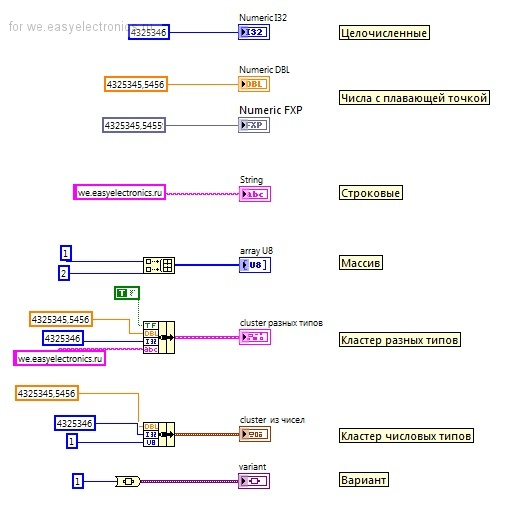 for we.easyelectronics.ru
Numeric I32
4325346
I32
Целочисленные
Numeric DBL
4325345,5456
DBL
Числа с плавающей точкой
Numeric FXP
4325345,5455
FXP
String
we.easyelectronics.ru
abc
Строковые
array U8
1
2
U8
Массив
T F
cluster разных типов
4325345,5456
4325346
we.easyelectronics.ru
TF
DBL
I32
abc
Кластер разных типов
4325345,5456
cluster из чисел
4325346
1
DBL
I32
U8
Кластер числовых типов
variant
1
Вариант